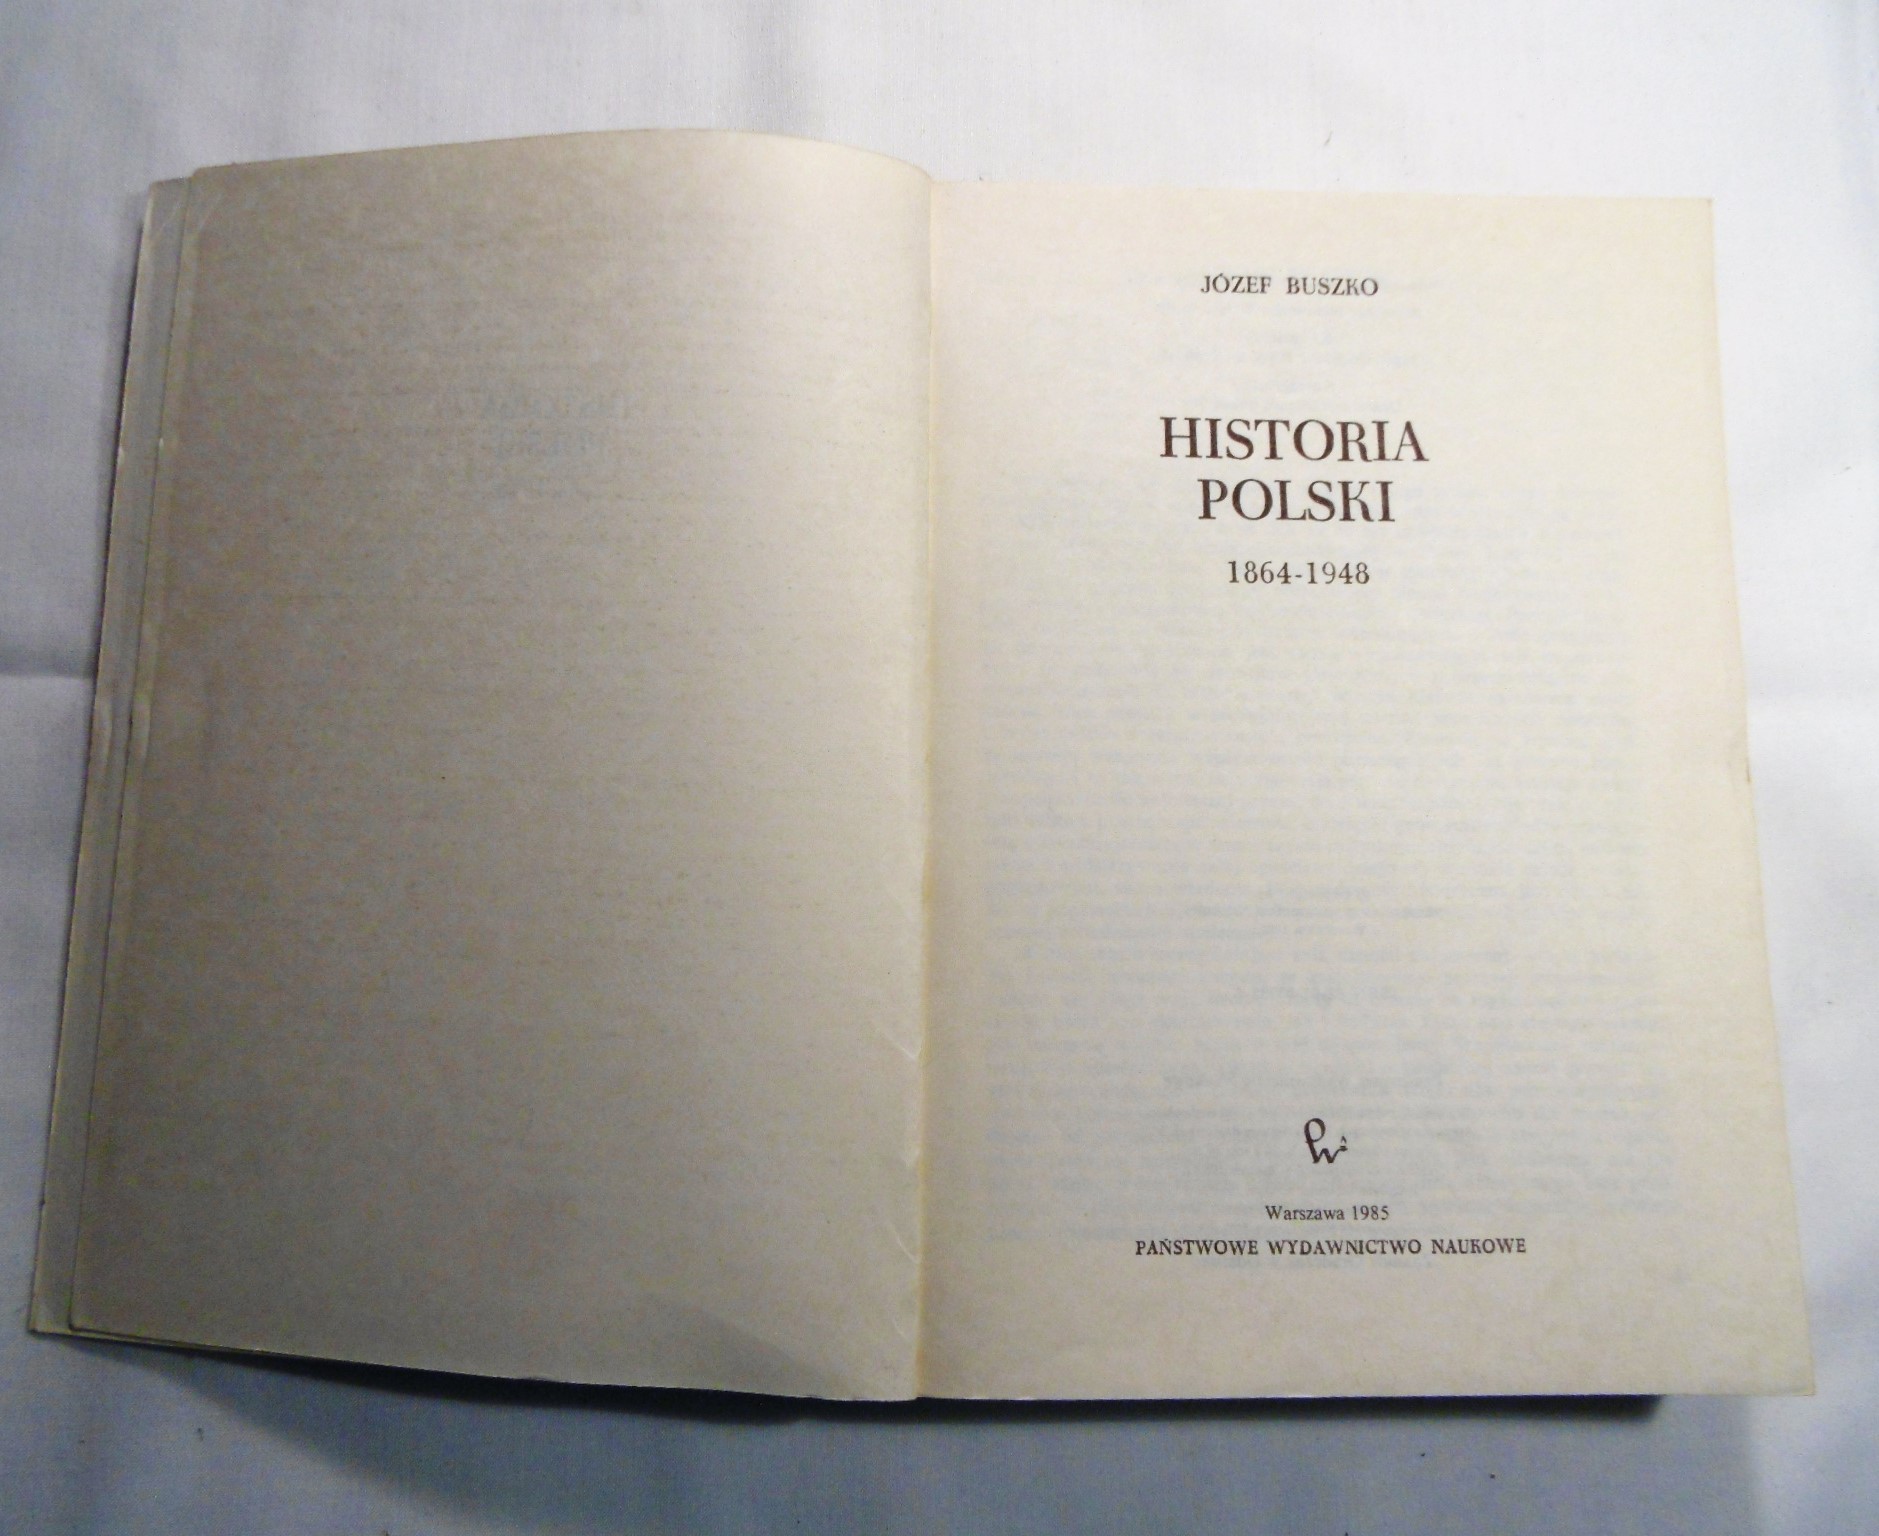 JÓZEF BUSZKO
HISTORIA
POLSKI
1864-1948
Warszawa 1985
PAŃSTWOWE WYDAWNICTWO NAUKOWE